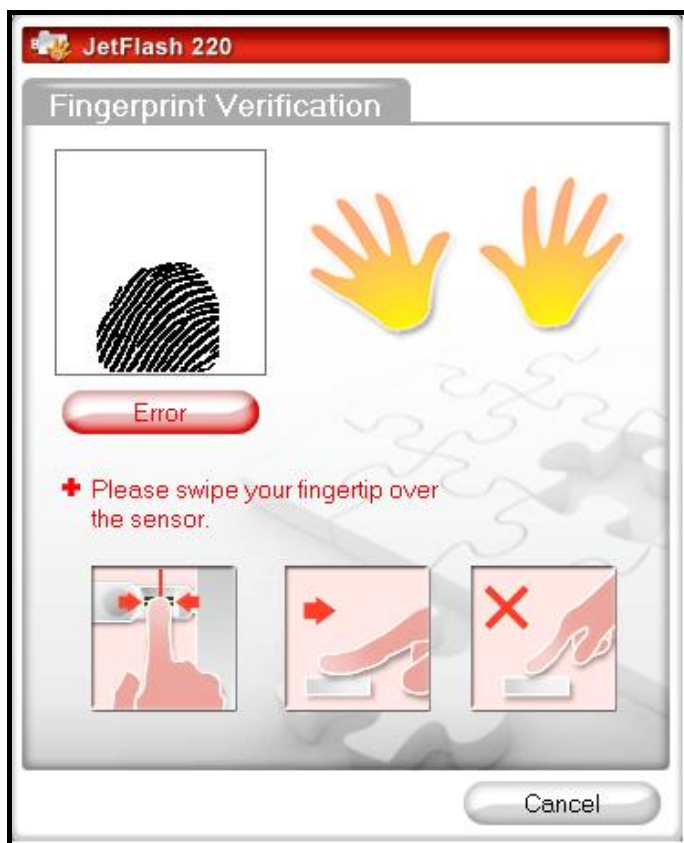 JetFlash 220
Fingerprint Verification
Error
Please swipe your fingertip over
the sensor.
Cancel